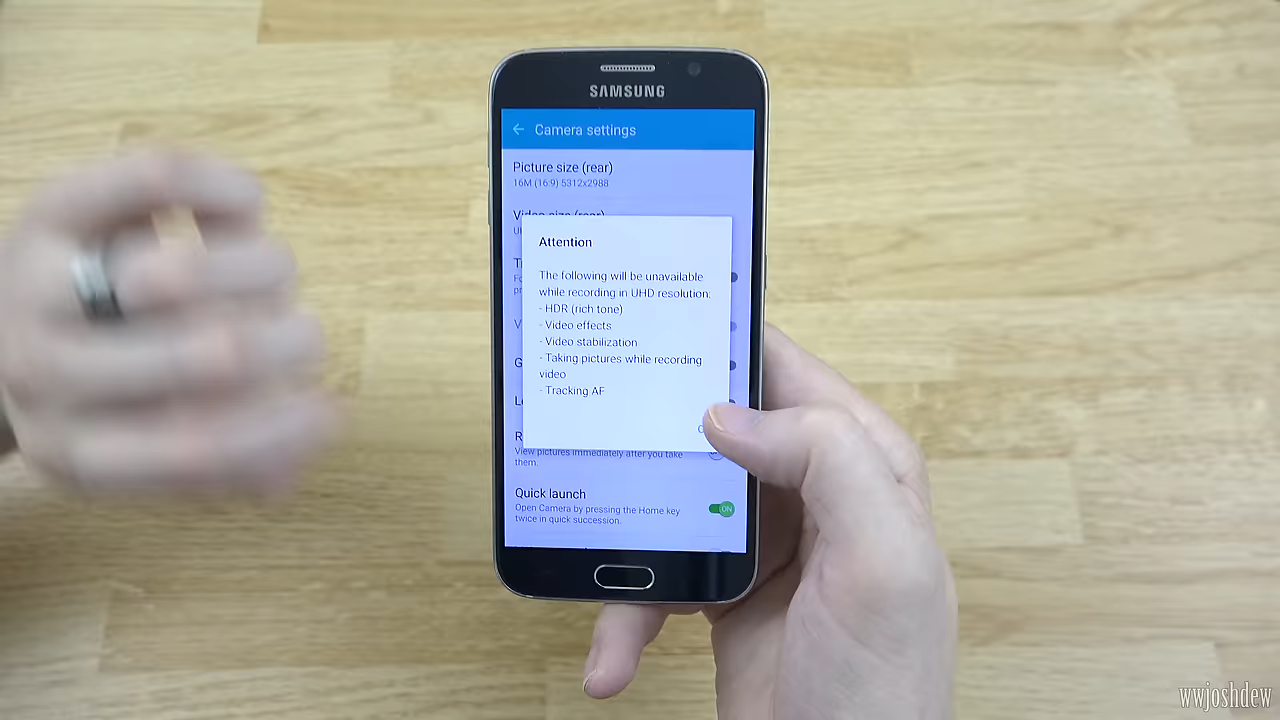 SAMSUNG
Camera settings
Picture size (rear)
16M (16:9) 5312x2988
Video size (rear)
Attention
The following will be unavailable
while recording in UHD resolution:
- HDR (rich tone)
- Video effects
- Video stabilization
- Taking pictures while recording
video
- Tracking AF
View pictures immediately after you take
them.
Quick launch
Open Camera by pressing the Home key
twice in quick succession.
ON
wwjoshdew